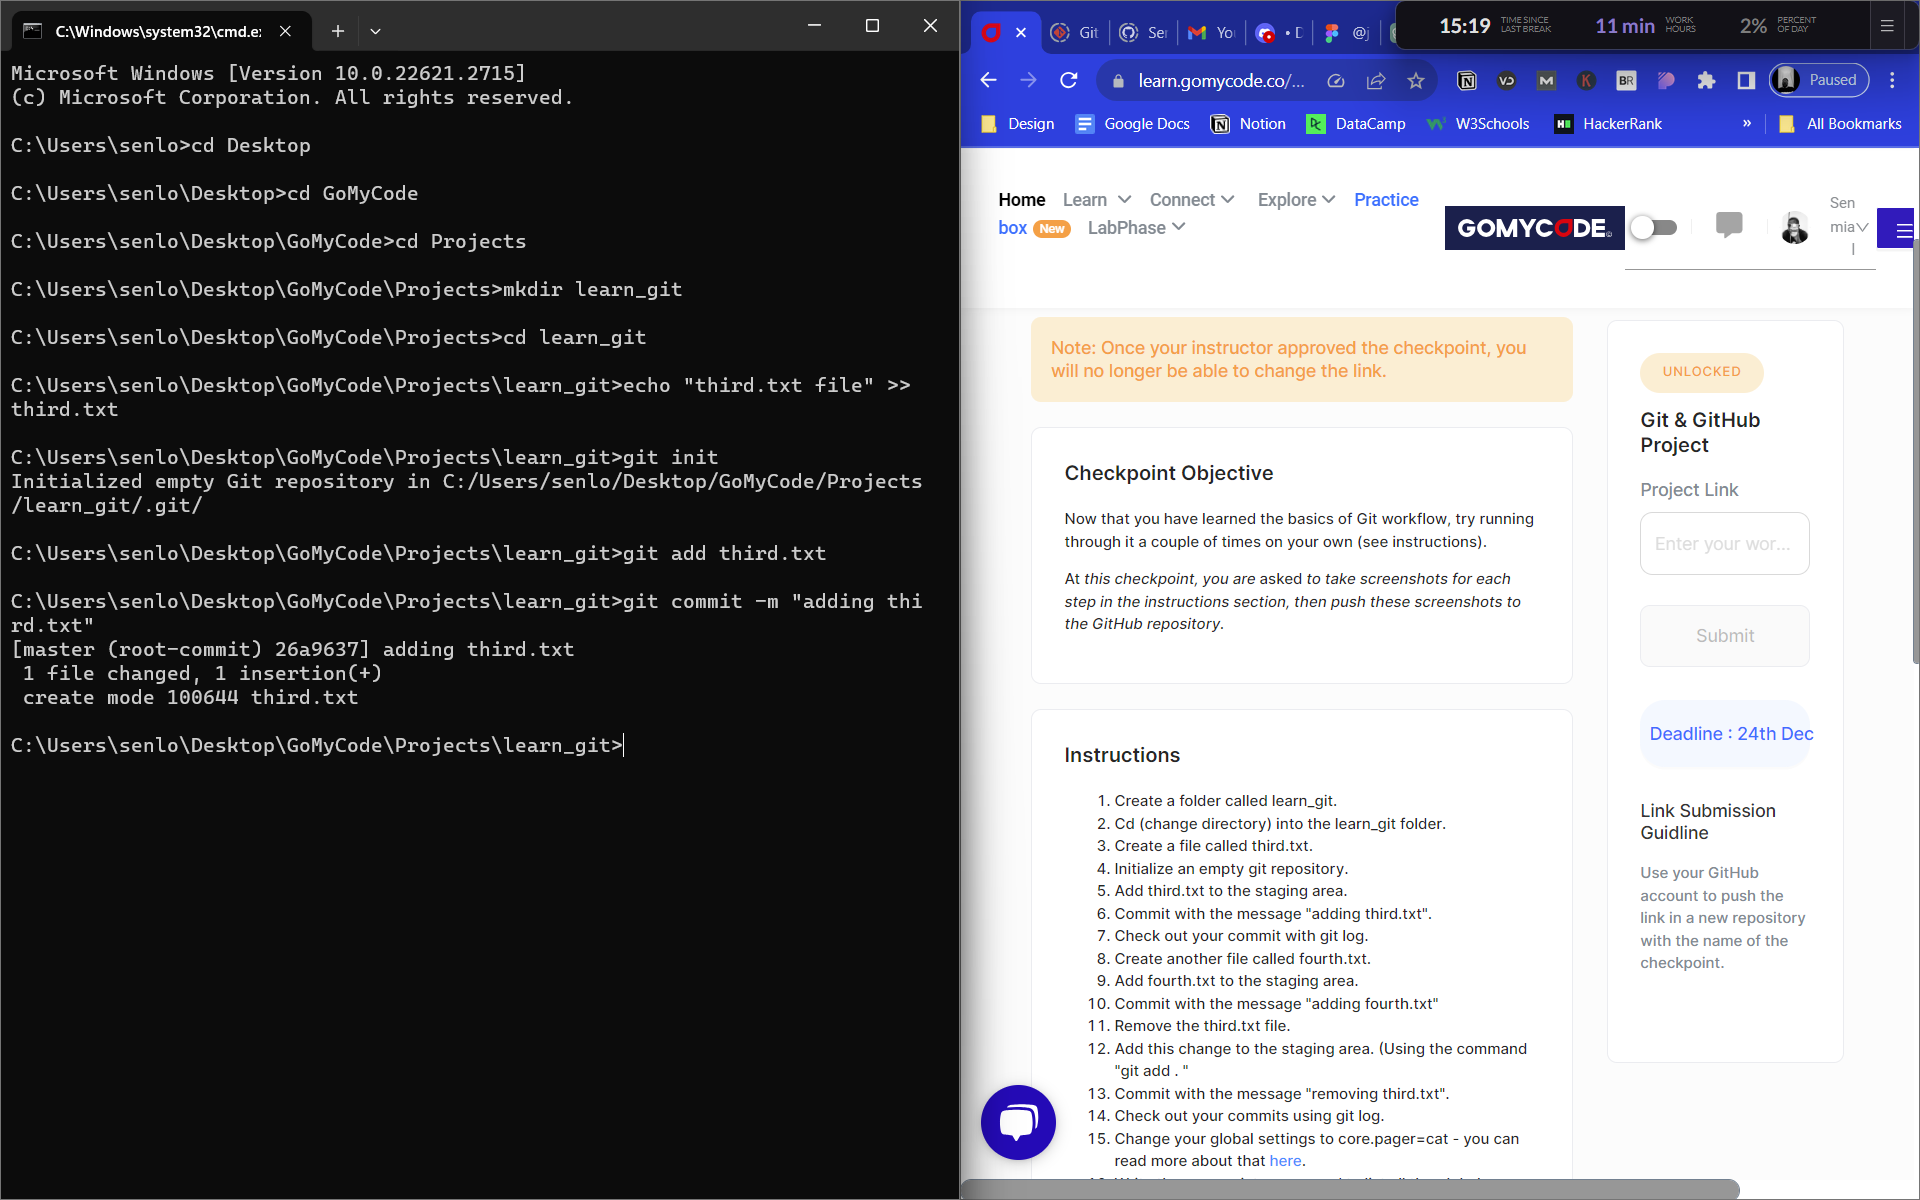 C:\Windows\system32\cmd.e:
Microsoft Windows [Version 10.0.22621.2715]
(c) Microsoft Corporation. All rights reserved.
C:\Users\senlo>cd Desktop
C:\Users\senlo\Desktop>cd GoMyCode
C:\Users\senlo\Desktop\GoMyCode>cd Projects
C:\Users\senlo\Desktop\GoMyCode\Projects>mkdir learn_git
C:\Users\senlo\Desktop\GoMyCode\Projects>cd learn_git
C:\Users\senlo\Desktop\GoMyCode\Projects\learn_git>echo "third.txt file" >>
third.txt
C:\Users\senlo\Desktop\GoMyCode\Projects\learn_git>git init
Initialized empty Git repository in C:/Users/senlo/Desktop/GoMyCode/Projects
/learn_git/.git/
C:\Users\senlo\Desktop\GoMyCode\Projects\learn_git>git add third.txt
C:\Users\senlo\Desktop\GoMyCode\Projects\learn_git>git commit -m "adding thi
rd.txt"
[master (root-commit) 26a9637] adding third.txt
1 file changed, 1 insertion(+)
create mode 100644 third.txt
C:\Users\senlo\Desktop\GoMyCode\Projects\learn_git>
Git Ser Yo • D @j
15:19 TIME SINCE LAST BREAK 11 min WORK HOURS 2% PERCENT OF DAY
learn.gomycode.co/... VD M K BR Paused
Design Google Docs Notion DataCamp W3Schools HackerRank » All Bookmarks
Home Learn Connect Explore Practice
box New LabPhase
GOMYCODE
Sen
mia
l
Note: Once your instructor approved the checkpoint, you
will no longer be able to change the link.
Checkpoint Objective
Now that you have learned the basics of Git workflow, try running
through it a couple of times on your own (see instructions).
At this checkpoint, you are asked to take screenshots for each
step in the instructions section, then push these screenshots to
the GitHub repository.
Instructions
1. Create a folder called learn_git.
2. Cd (change directory) into the learn_git folder.
3. Create a file called third.txt.
4. Initialize an empty git repository.
5. Add third.txt to the staging area.
6. Commit with the message "adding third.txt".
7. Check out your commit with git log.
8. Create another file called fourth.txt.
9. Add fourth.txt to the staging area.
10. Commit with the message "adding fourth.txt"
11. Remove the third.txt file.
12. Add this change to the staging area. (Using the command
"git add . "
13. Commit with the message "removing third.txt".
14. Check out your commits using git log.
15. Change your global settings to core.pager=cat - you can
read more about that here.
UNLOCKED
Git & GitHub
Project
Project Link
Enter your wor...
Submit
Deadline : 24th Dec
Link Submission
Guidline
Use your GitHub
account to push the
link in a new repository
with the name of the
checkpoint.